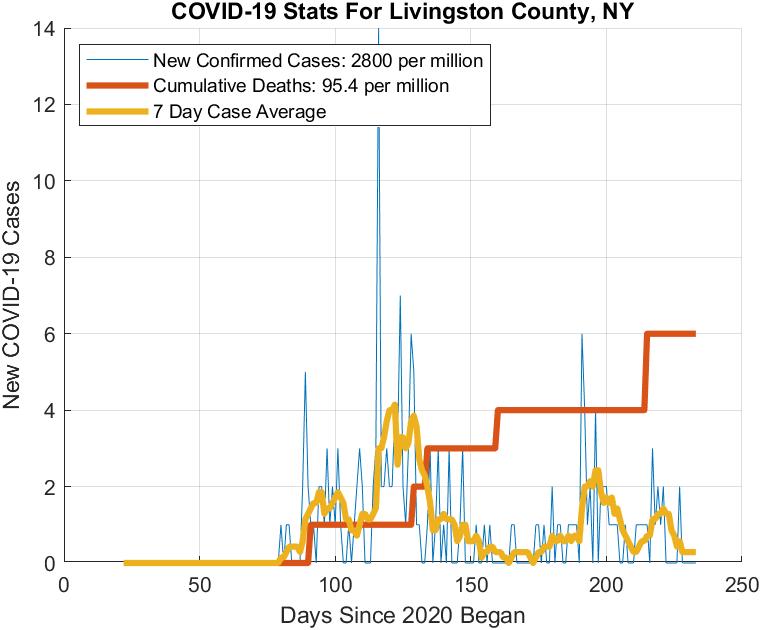 COVID-19 Stats For Livingston County, NY
New Confirmed Cases: 2800 per million
Cumulative Deaths: 95.4 per million
7 Day Case Average
New COVID-19 Cases
14
12
10
8
6
4
2
0
0 50 100 150 200 250
Days Since 2020 Began